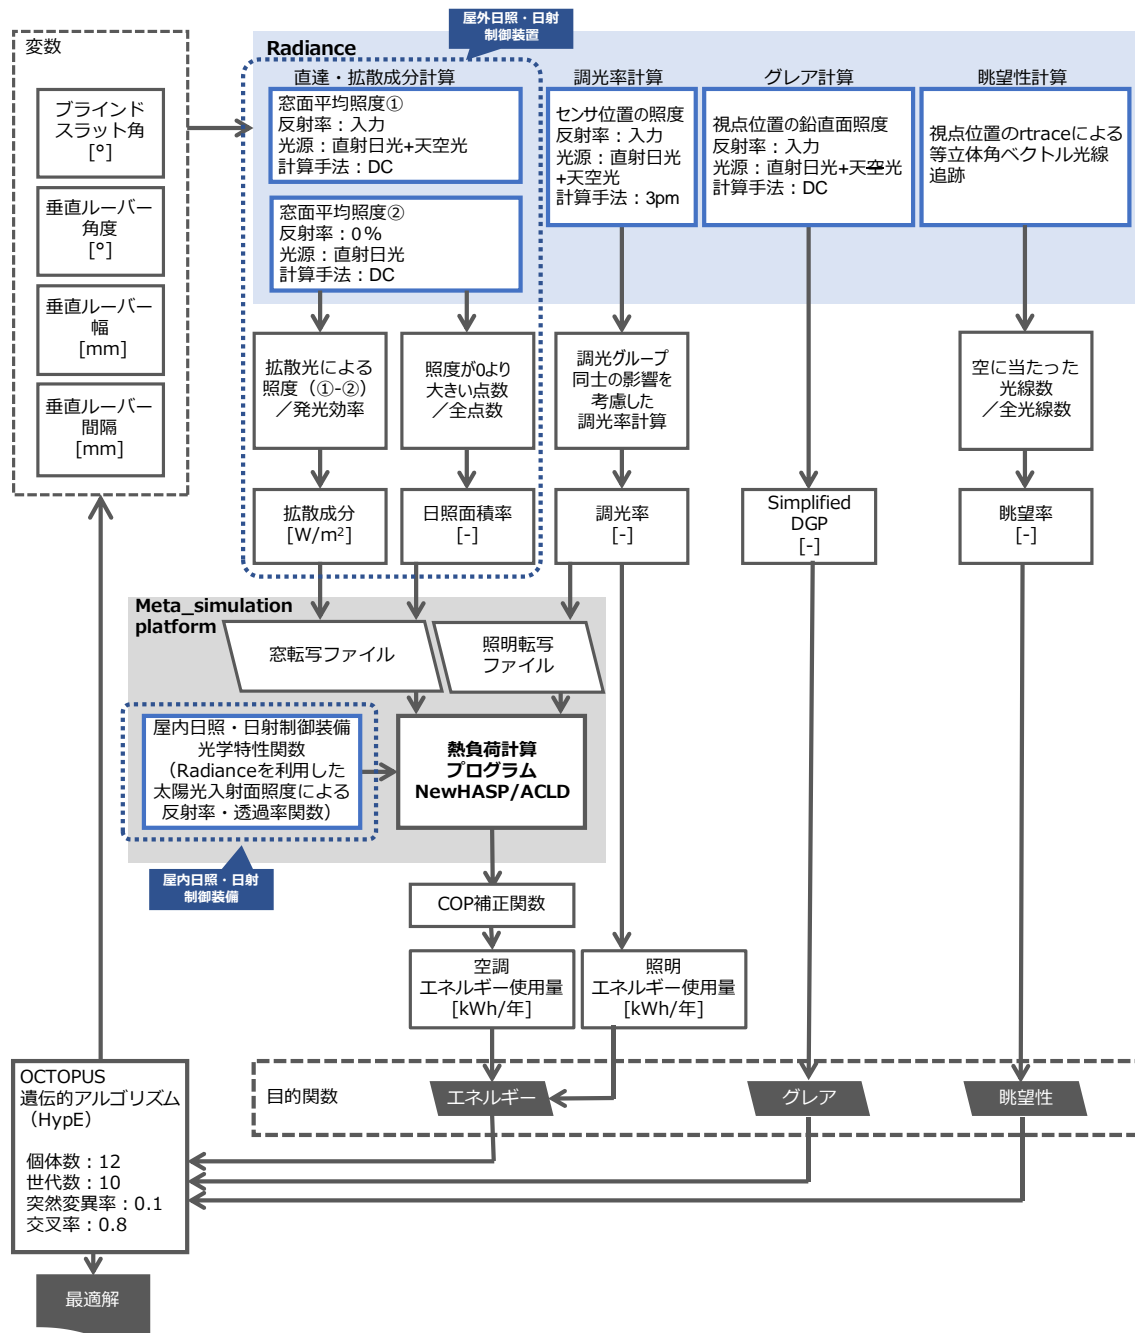 屋外日照・日射
制御装置
変数
ブラインド
スラット角
[°]
垂直ルーバー
角度
[°]
垂直ルーバー
幅
[mm]
垂直ルーバー
間隔
[mm]
Radiance
直達・拡散成分計算
窓面平均照度①
反射率：入力
光源：直射日光+天空光
計算手法：DC
窓面平均照度②
反射率：0％
光源：直射日光
計算手法：DC
調光率計算
センサ位置の照度
反射率：入力
光源：直射日光
+天空光
計算手法：3pm
グレア計算
視点位置の鉛直面照度
反射率：入力
光源：直射日光+天空光
計算手法：DC
眺望性計算
視点位置のrtraceによる
等立体角ベクトル光線
追跡
拡散光による
照度（①-②）
／発光効率
照度が0より
大きい点数
／全点数
調光グループ
同士の影響を
考慮した
調光率計算
空に当たった
光線数
／全光線数
拡散成分
[W/m²]
日照面積率
[-]
調光率
[-]
Simplified
DGP
[-]
眺望率
[-]
Meta_simulation
platform
窓転写ファイル
照明転写
ファイル
屋内日照・日射制御装備
光学特性関数
（Radianceを利用した
太陽光入射面照度による
反射率・透過率関数）
熱負荷計算
プログラム
NewHASP/ACLD
屋内日照・日射
制御装備
COP補正関数
空調
エネルギー使用量
[kWh/年]
照明
エネルギー使用量
[kWh/年]
目的関数
エネルギー
グレア
眺望性
OCTOPUS
遺伝的アルゴリズム
（HypE）
個体数：12
世代数：10
突然変異率：0.1
交叉率：0.8
最適解